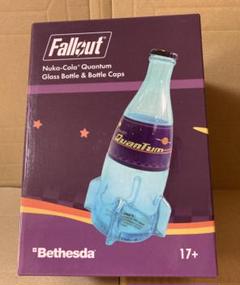 Fallout
Nuka-Cola® Quantum
Glass Bottle & Bottle Caps
Quantum
Bethesda®
17+